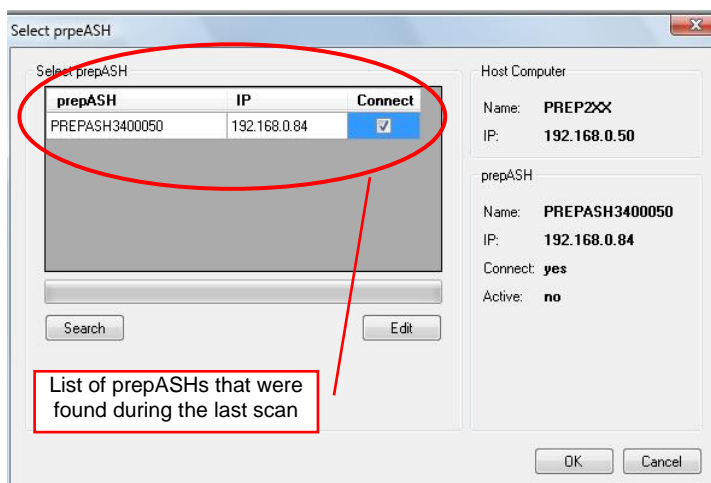 Select prpeASH
Select prepASH
prepASH IP Connect
PREPASH3400050 192.168.0.84
Search Edit
List of prepASHs that were
found during the last scan
Host Computer
Name: PREP2XX
IP: 192.168.0.50
prepASH
Name: PREPASH3400050
IP: 192.168.0.84
Connect: yes
Active: no
OK Cancel